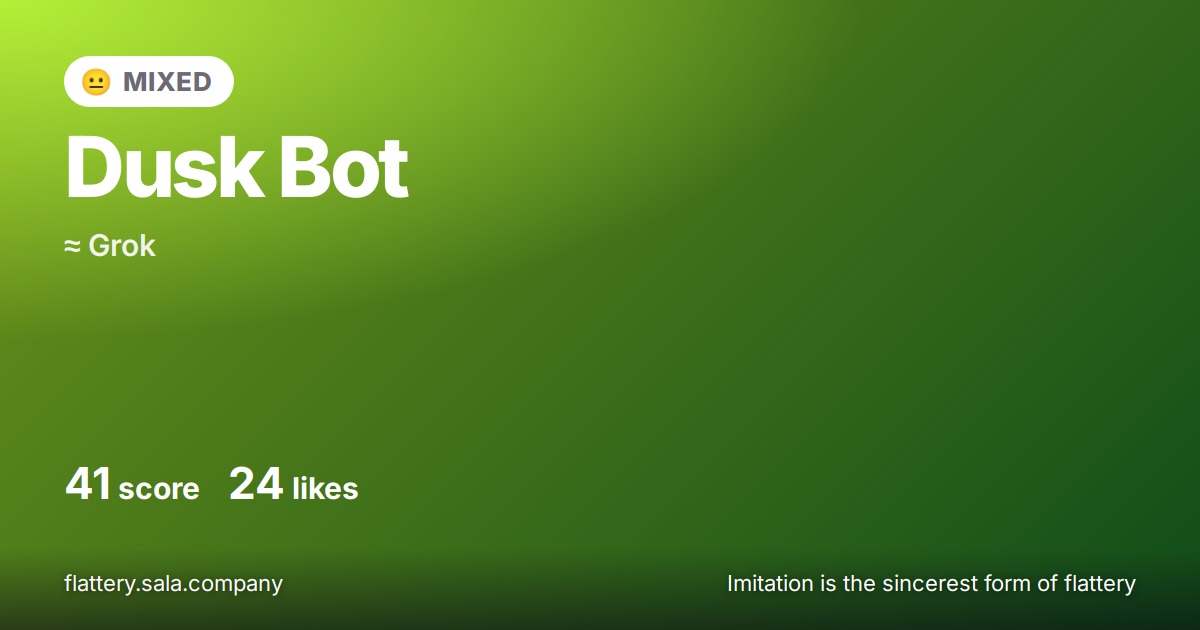 😐 MIXED
Dusk Bot
≈ Grok
41 score 24 likes
flattery.sala.company
Imitation is the sincerest form of flattery